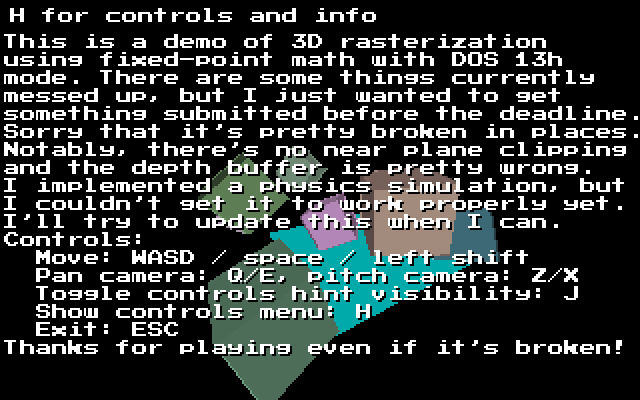 H for controls and info
This is a demo of 3D rasterization
using fixed-point math with DOS 13h
mode. There are some things currently
messed up, but I just wanted to get
something submitted before the deadline.
Sorry that it's pretty broken in places.
Notably, there's no near plane clipping
and the depth buffer is pretty wrong.
I implemented a physics simulation, but
I couldn't get it to work properly yet.
I'll try to update this when I can.
Controls:
Move: WASD / space / left shift
Pan camera: Q/E, pitch camera: Z/X
Toggle controls hint visibility: J
Show controls menu: H
Exit: ESC
Thanks for playing even if it's broken!